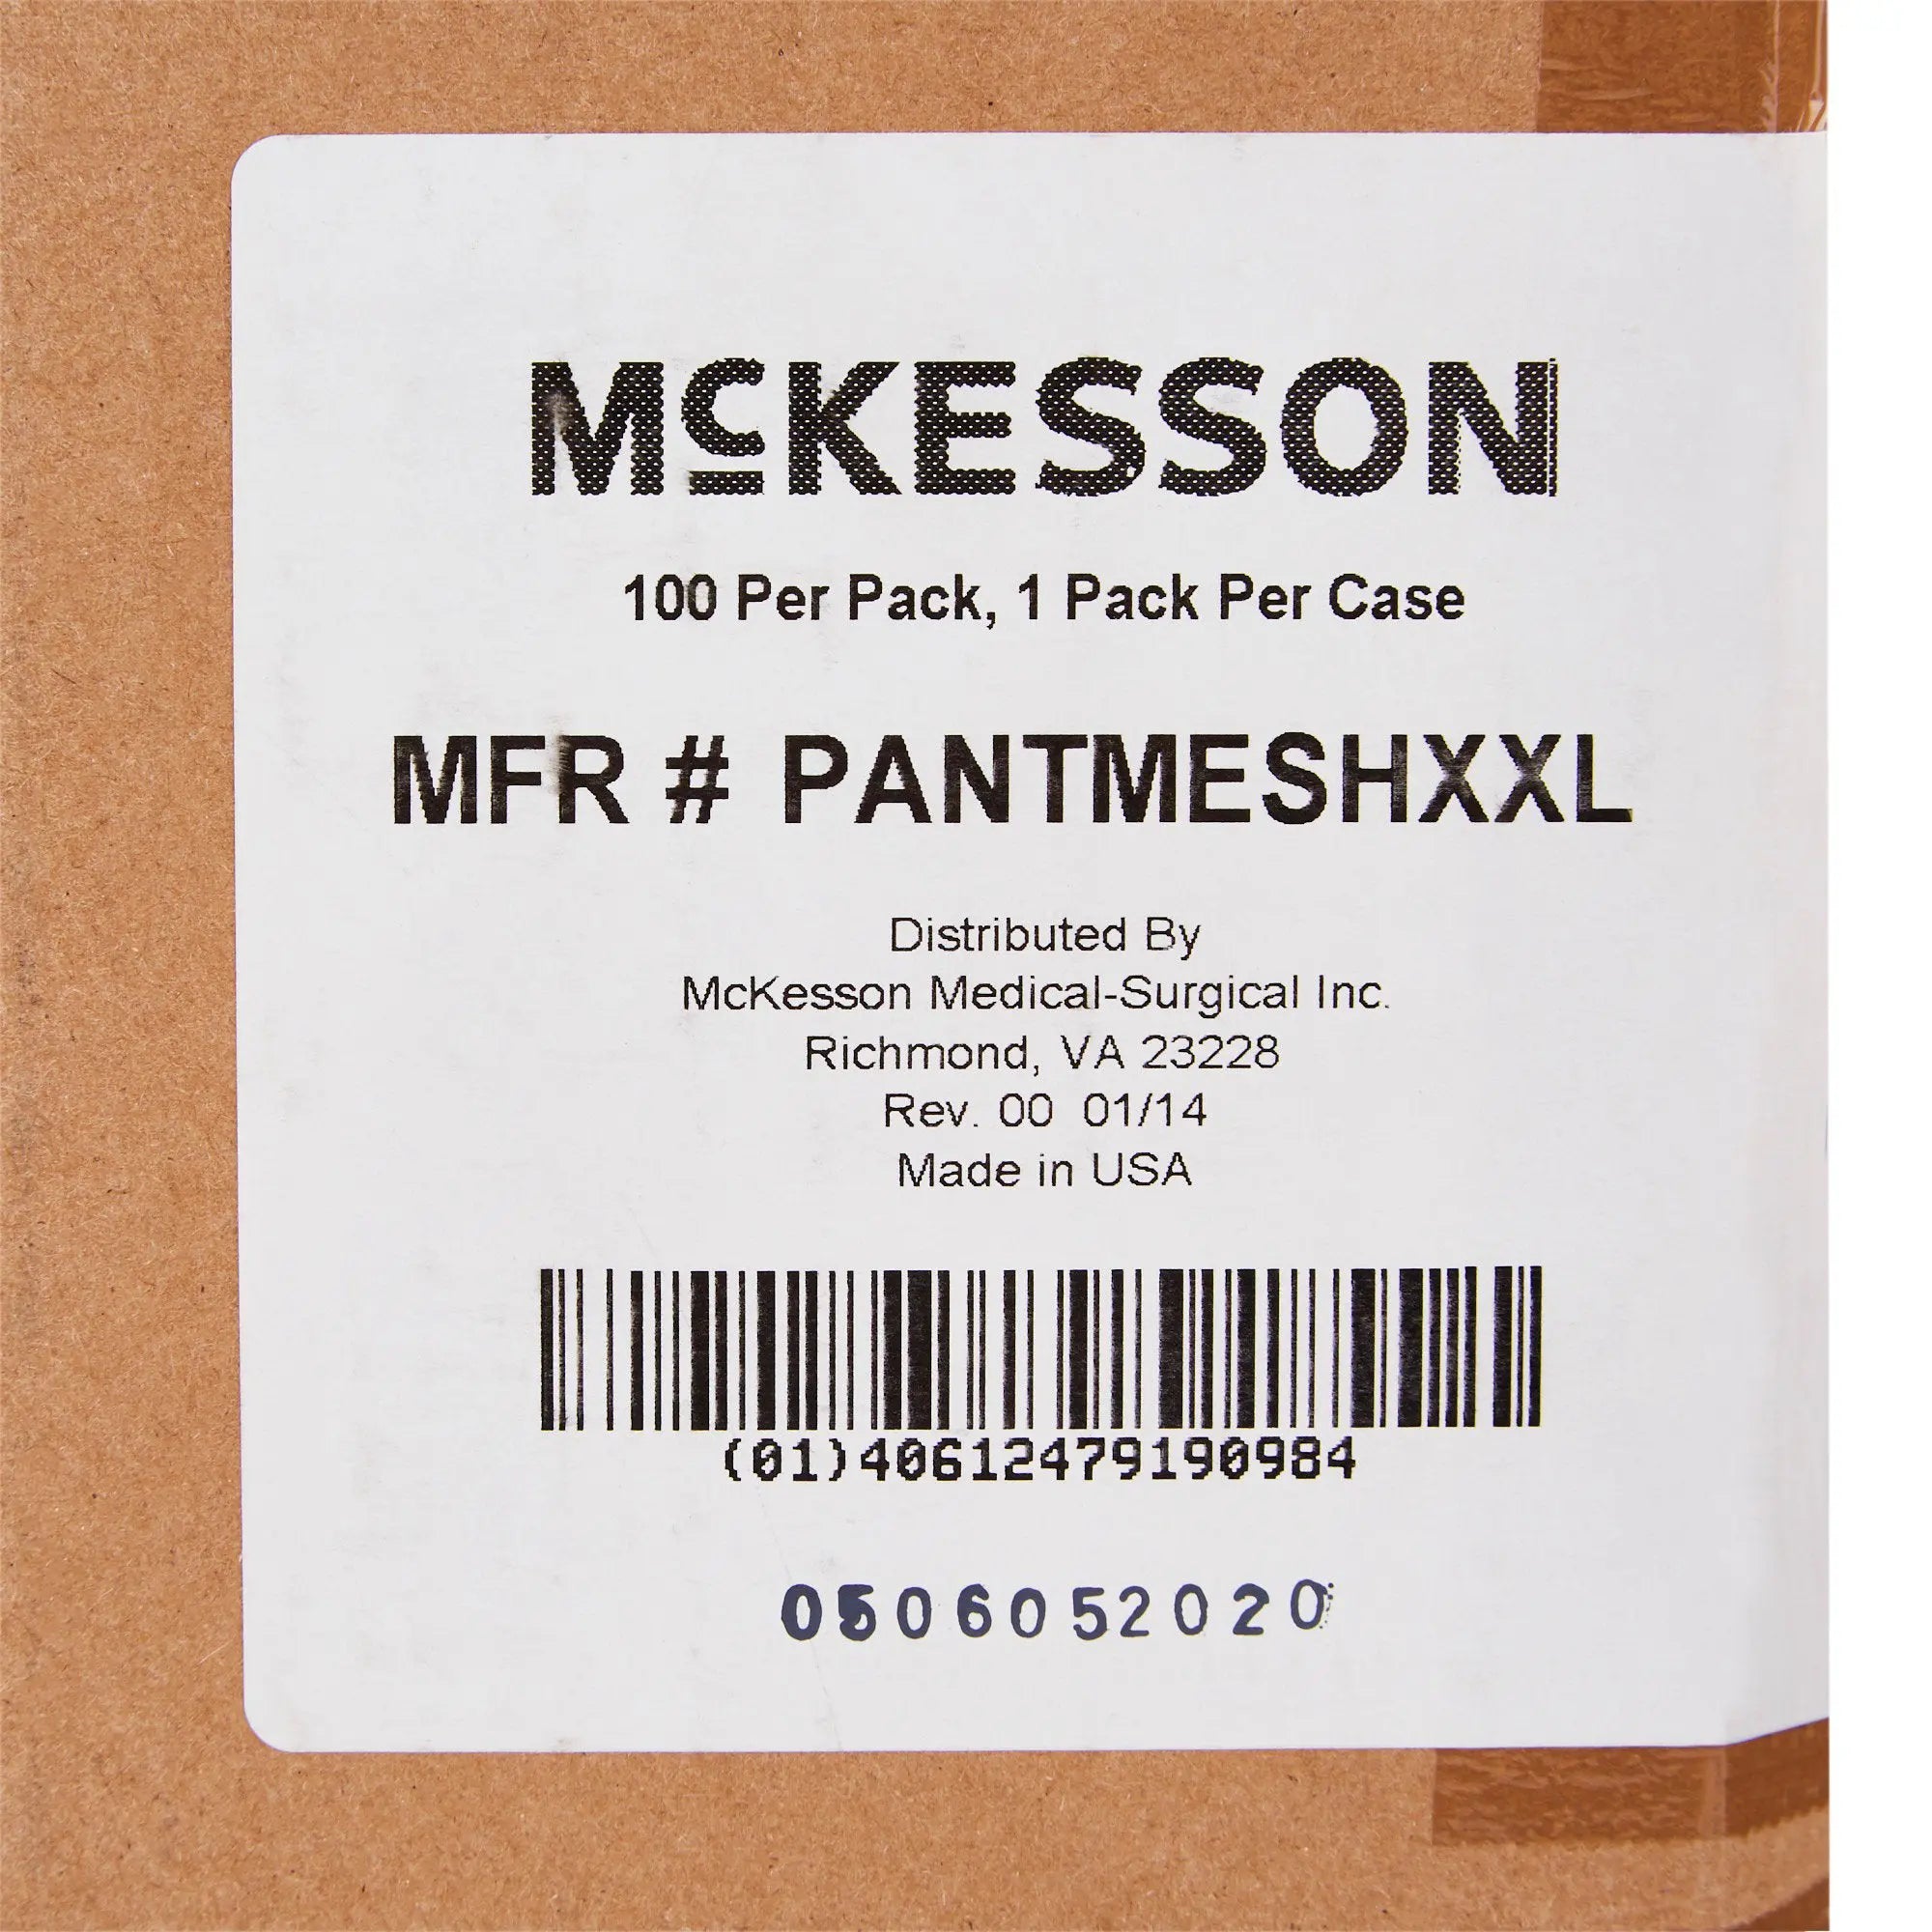 McKESSON
100 Per Pack, 1 Pack Per Case
MFR # PANTMESHXXL
Distributed By
McKesson Medical-Surgical Inc.
Richmond, VA 23228
Rev. 00 01/14
Made in USA
(01)40612479190984
0506052020